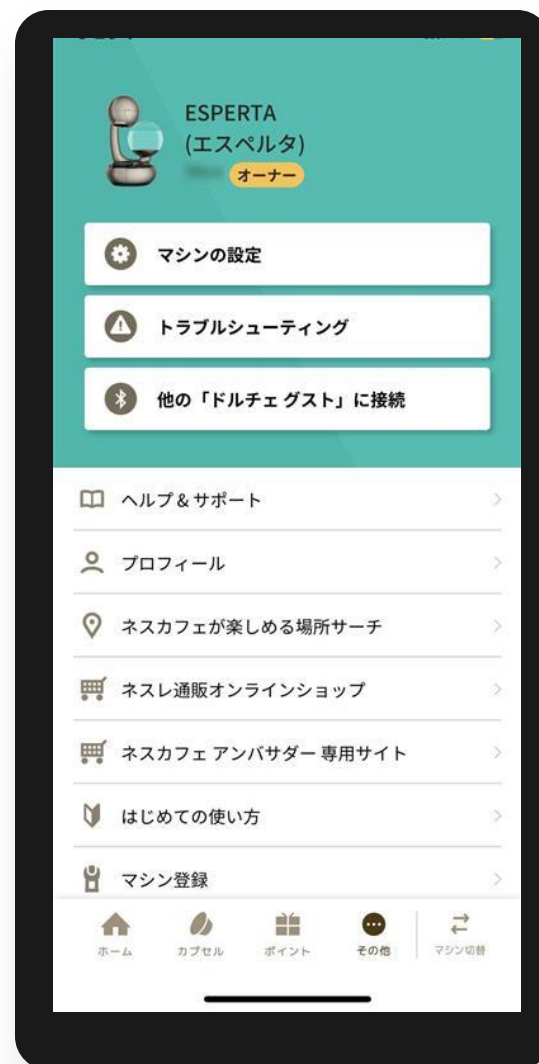 ESPERTA
(エスペルタ)
オーナー
マシンの設定
トラブルシューティング
他の「ドルチェ グスト」に接続
ヘルプ＆サポート
プロフィール
ネスカフェが楽しめる場所サーチ
ネスレ通販オンラインショップ
ネスカフェ アンバサダー 専用サイト
はじめての使い方
マシン登録
ホーム
カプセル
ポイント
その他
マシン切替